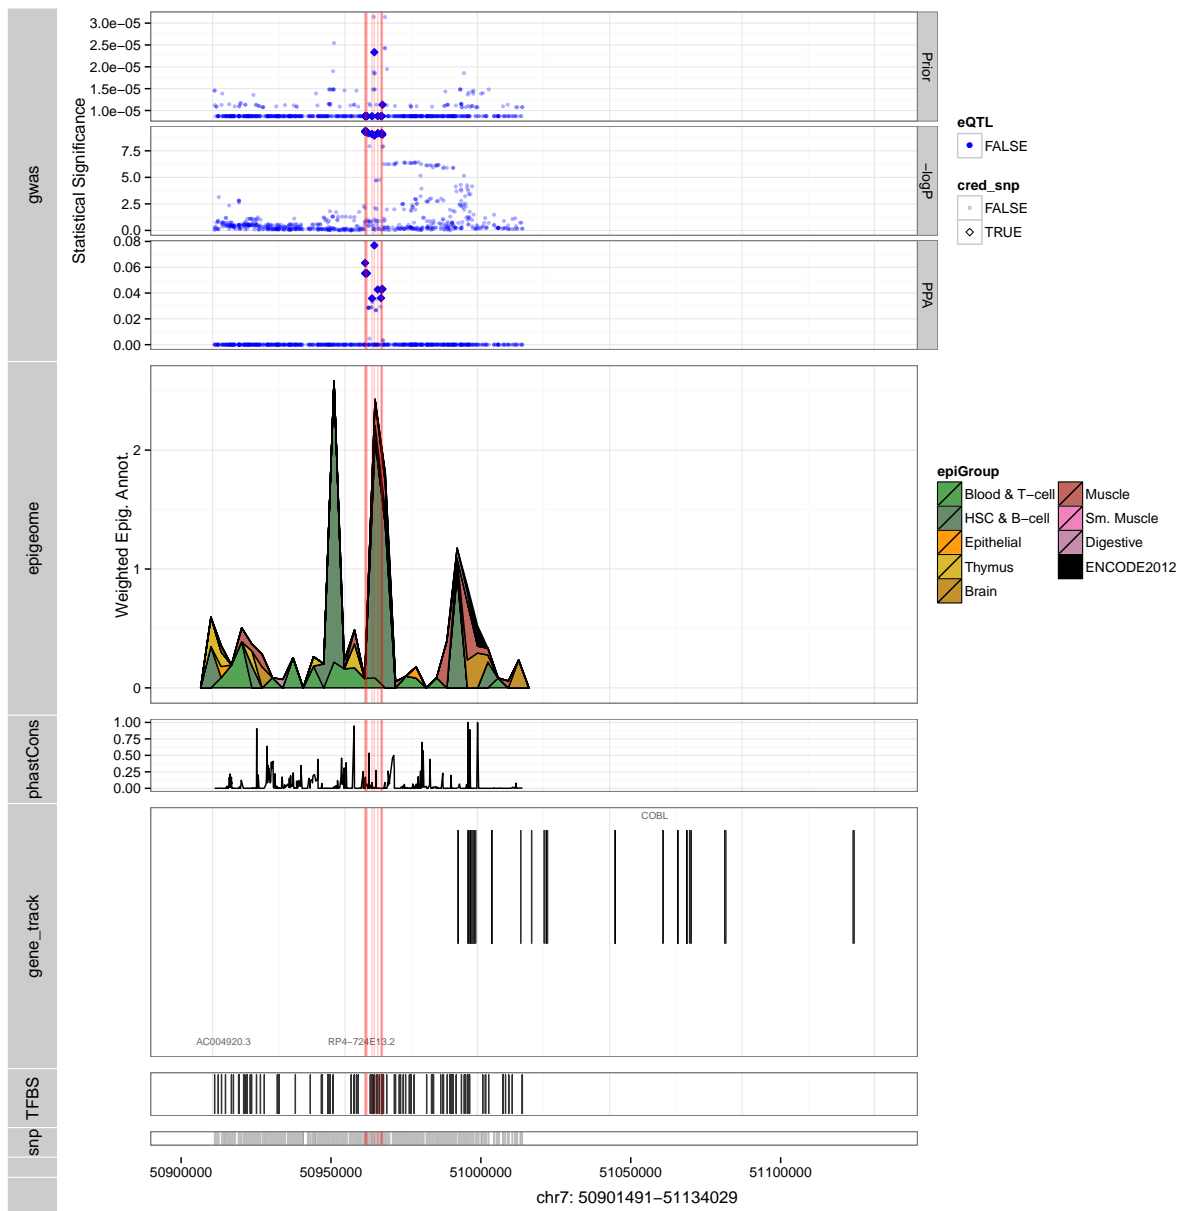 gwas
Statistical Significance
3.0e−05
2.5e−05
2.0e−05
1.5e−05
1.0e−05
Prior
7.5
5.0
2.5
0.0
−logP
0.08
0.06
0.04
0.02
0.00
PPA
eQTL
FALSE
cred_snp
FALSE
TRUE
epigeome
Weighted Epig. Annot.
2
1
0
epiGroup
Blood & T−cell
HSC & B−cell
Epithelial
Thymus
Brain
Muscle
Sm. Muscle
Digestive
ENCODE2012
phastCons
1.00
0.75
0.50
0.25
0.00
gene_track
COBL
AC004920.3
RP4−724E13.2
TFBS
snp
50900000
50950000
51000000
51050000
51100000
chr7: 50901491−51134029